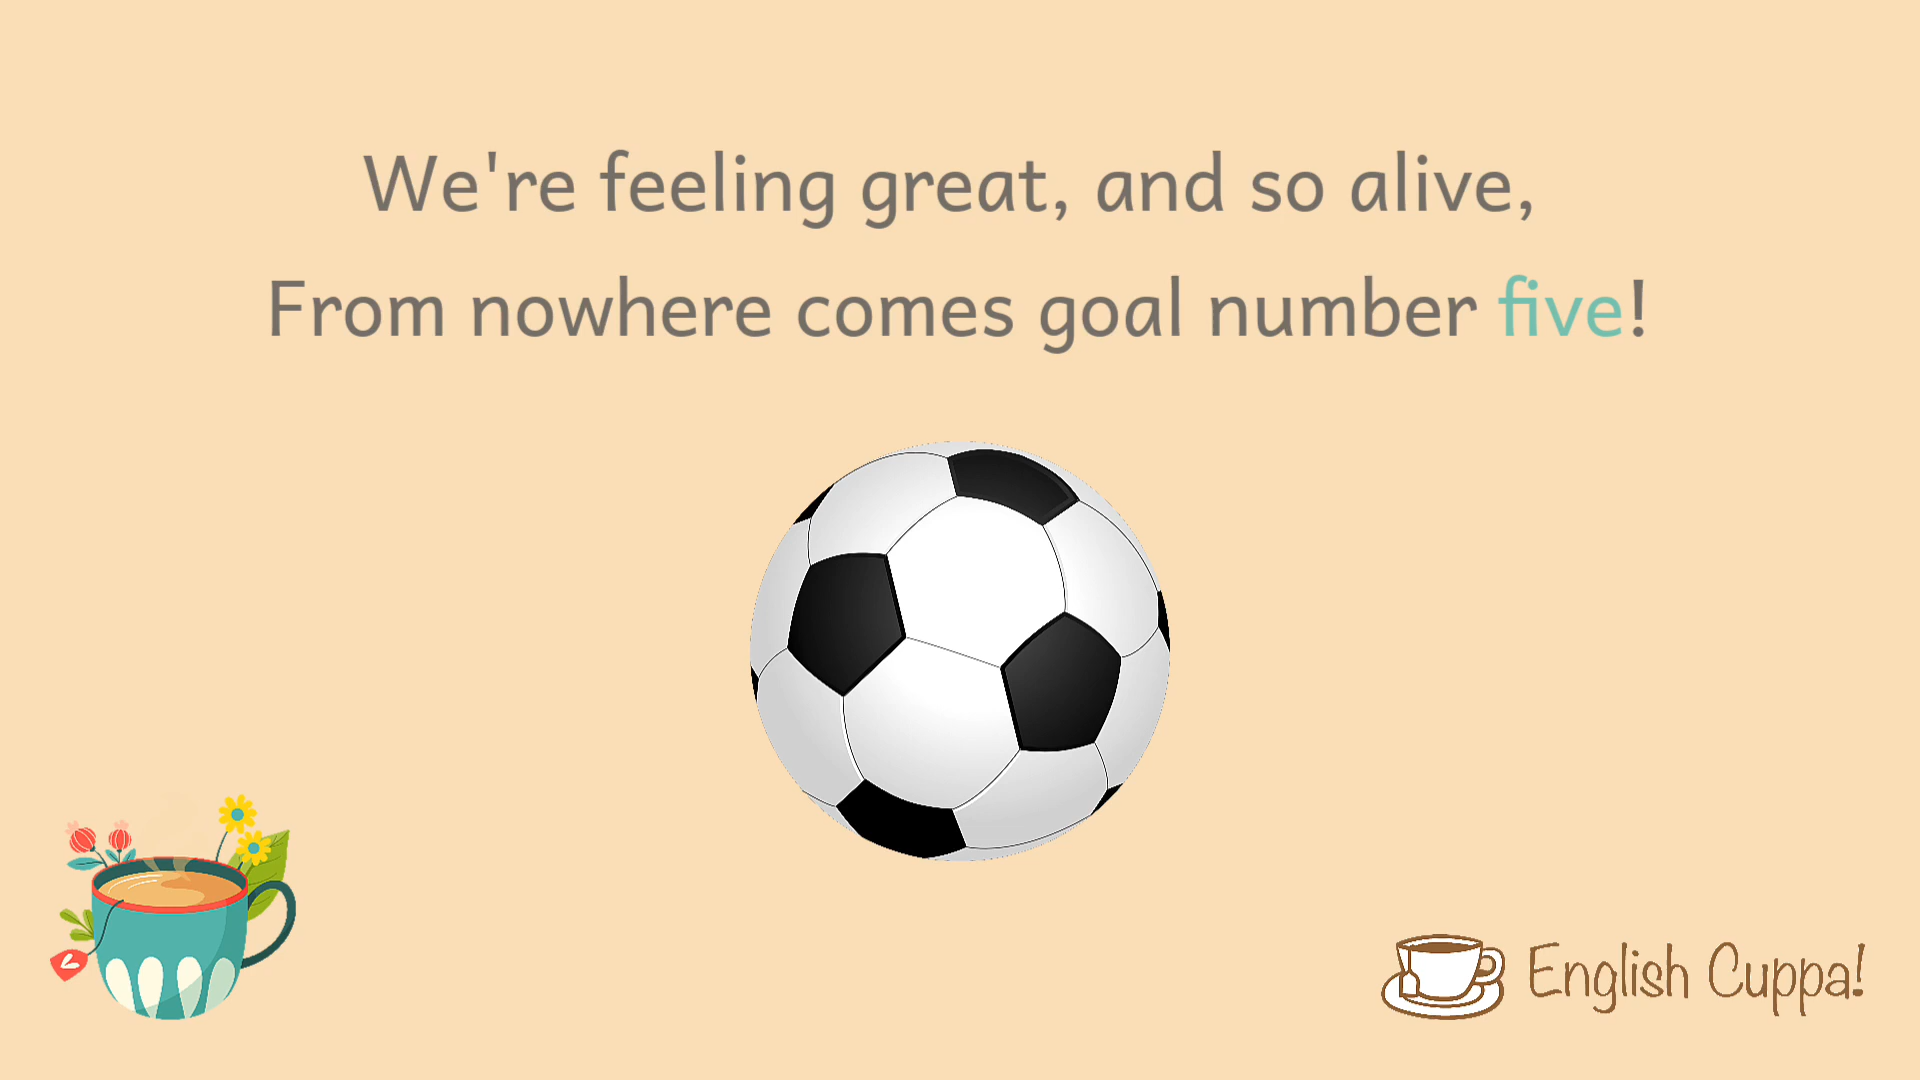 We're feeling great, and so alive,
From nowhere comes goal number five!
English Cuppa!